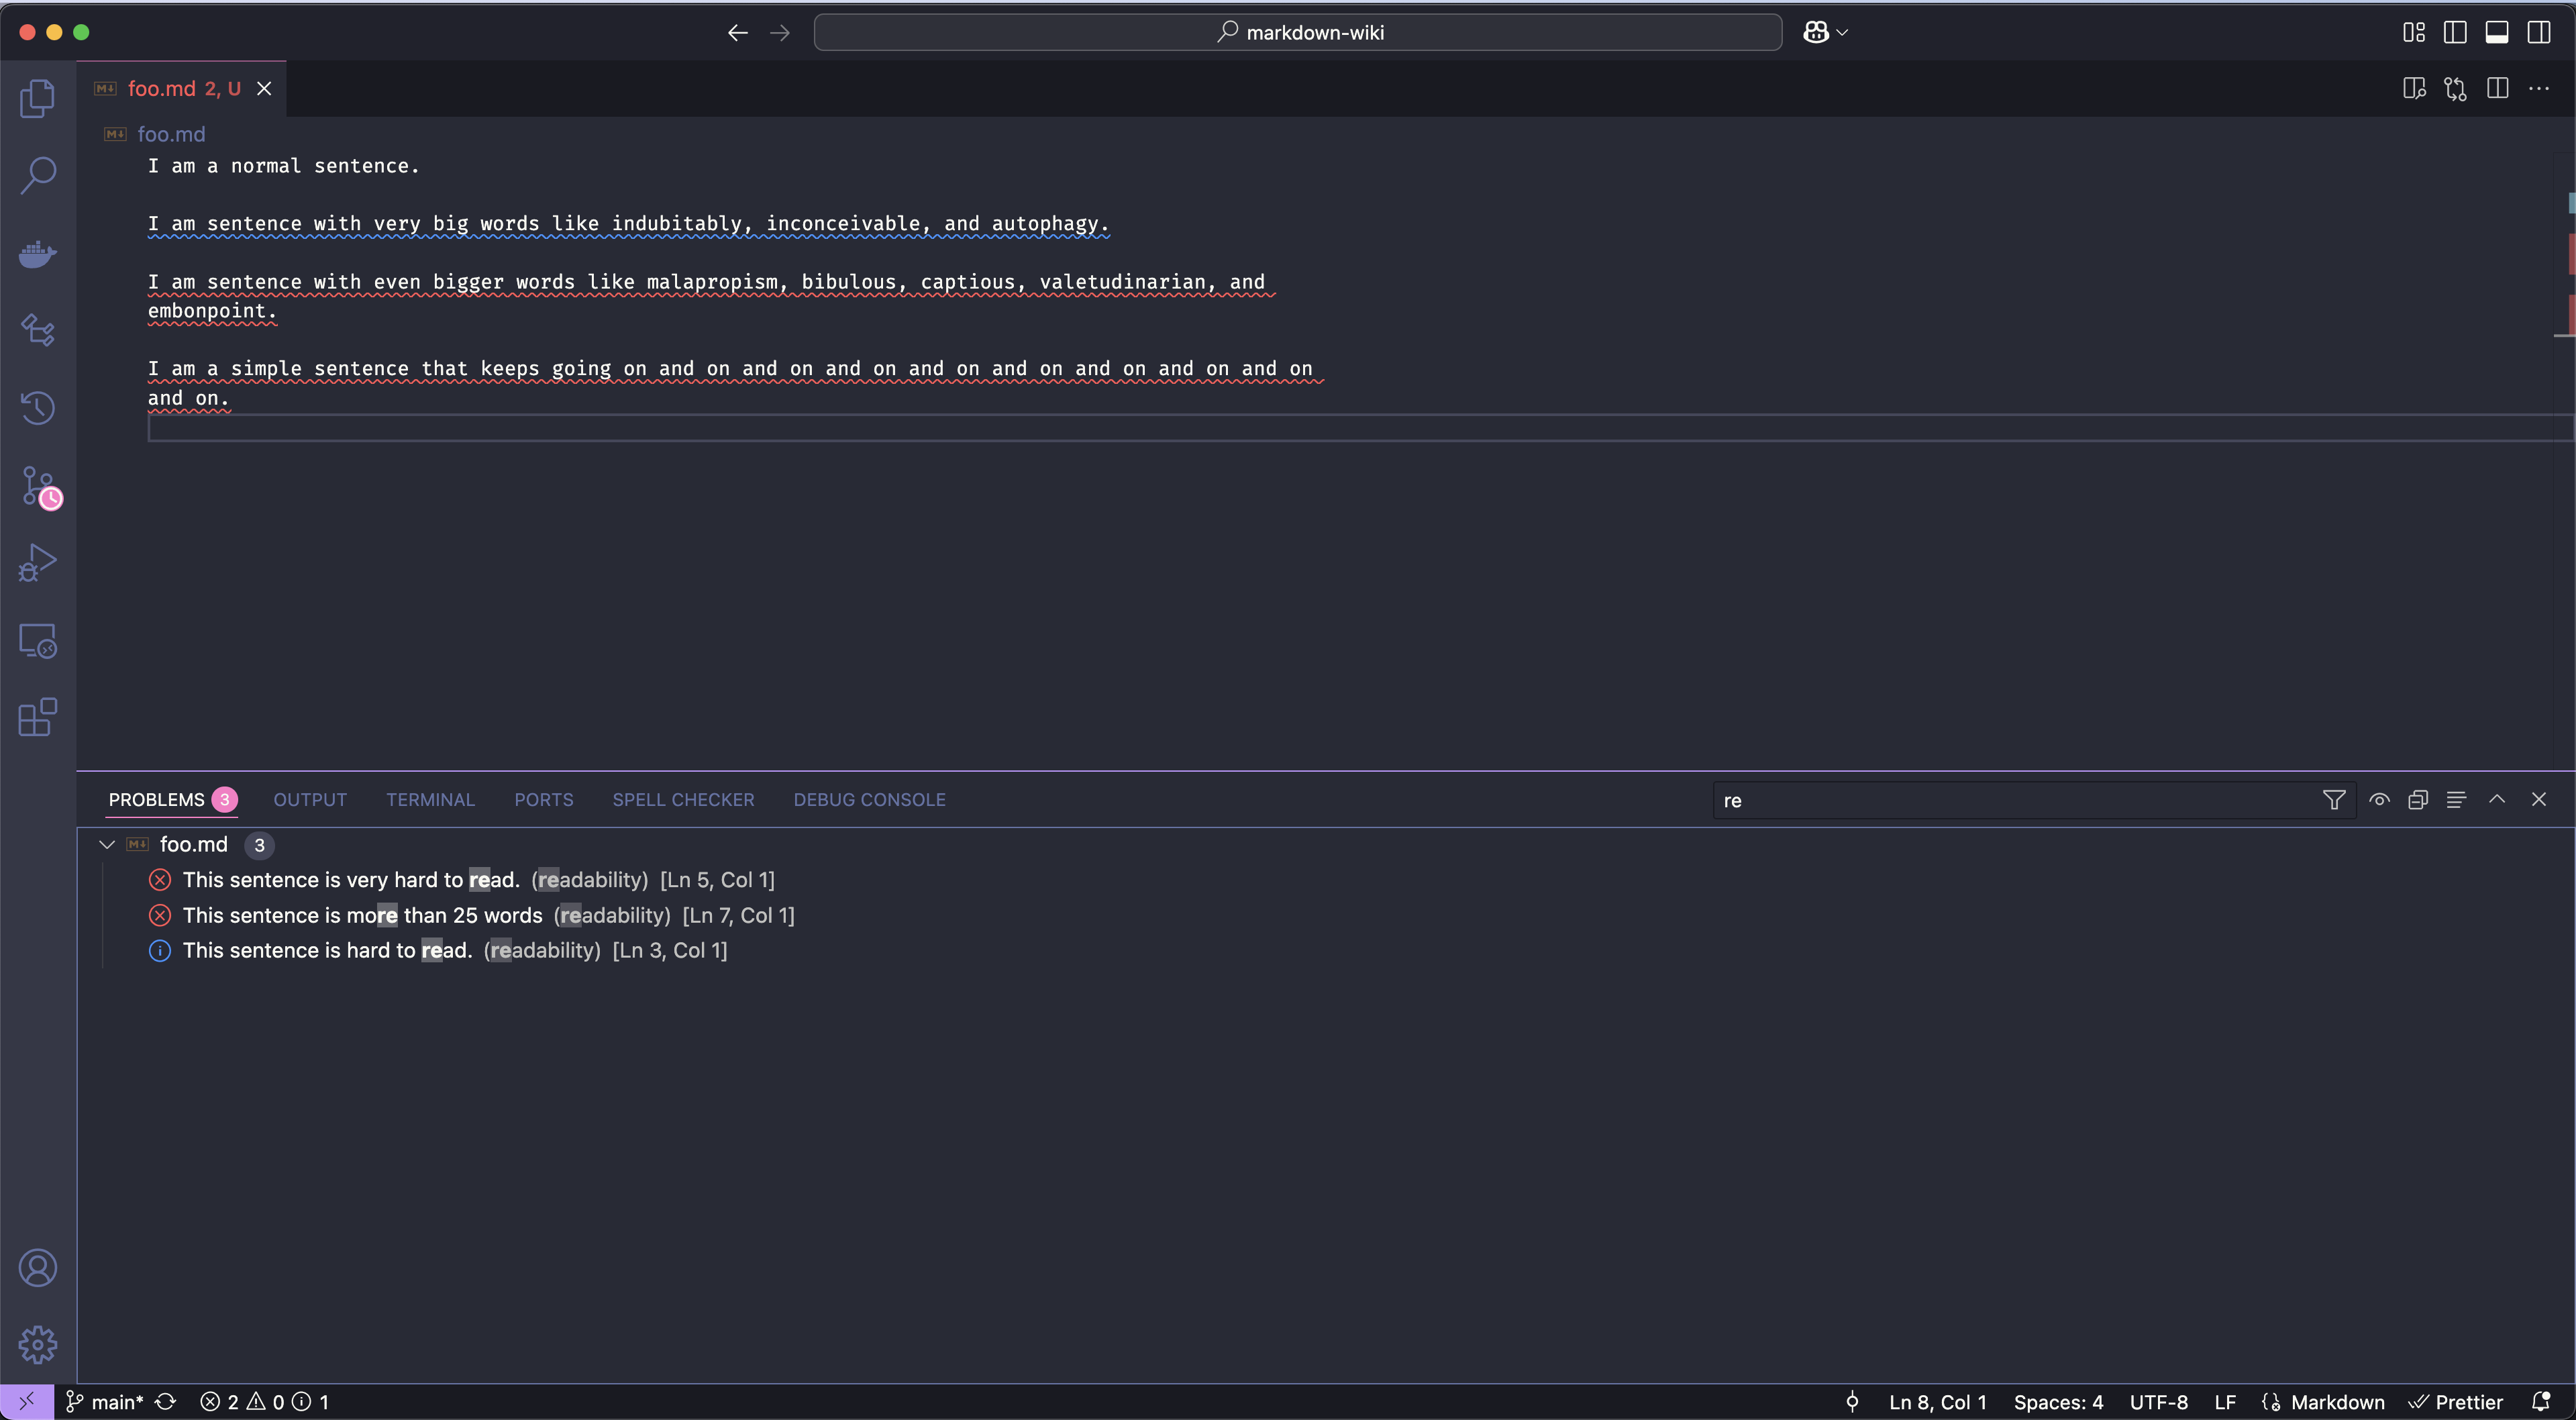 markdown-wiki
foo.md 2, U
foo.md
I am a normal sentence.
I am sentence with very big words like indubitably, inconceivable, and autophagy.
I am sentence with even bigger words like malapropism, bibulous, captious, valetudinarian, and
embonpoint.
I am a simple sentence that keeps going on and on and on and on and on and on and on and on and on
and on.
PROBLEMS 3 OUTPUT TERMINAL PORTS SPELL CHECKER DEBUG CONSOLE re
foo.md 3
This sentence is very hard to read. (readability) [Ln 5, Col 1]
This sentence is more than 25 words (readability) [Ln 7, Col 1]
This sentence is hard to read. (readability) [Ln 3, Col 1]
main* 2 0 1 Ln 8, Col 1 Spaces: 4 UTF-8 LF Markdown Prettier